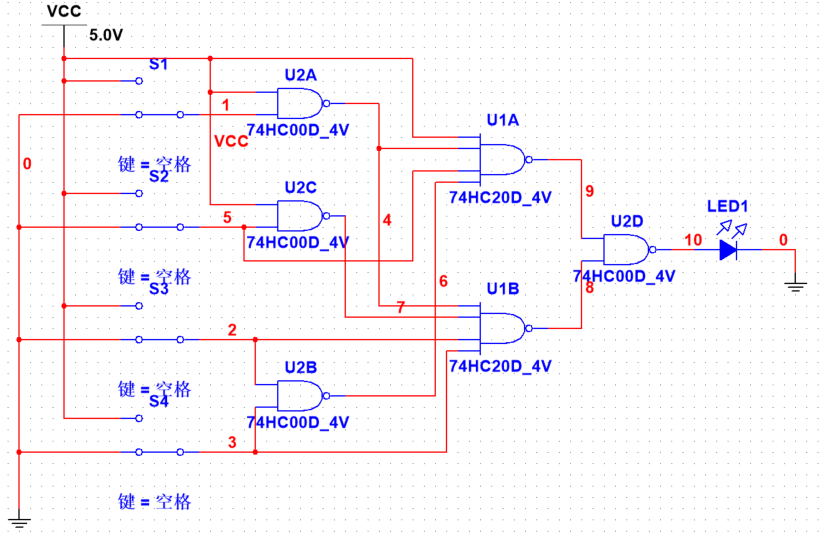 VCC
5.0V
S1
U2A
1
74HC00D_4V
VCC
U1A
0
键 = 空格
S2
U2C
74HC20D_4V
9
5
74HC00D_4V
4
U2D
LED1
10
0
键 = 空格
S3
6
74HC00D_4V
8
7
U1B
2
U2B
74HC20D_4V
键 = 空格
S4
74HC00D_4V
3
键 = 空格